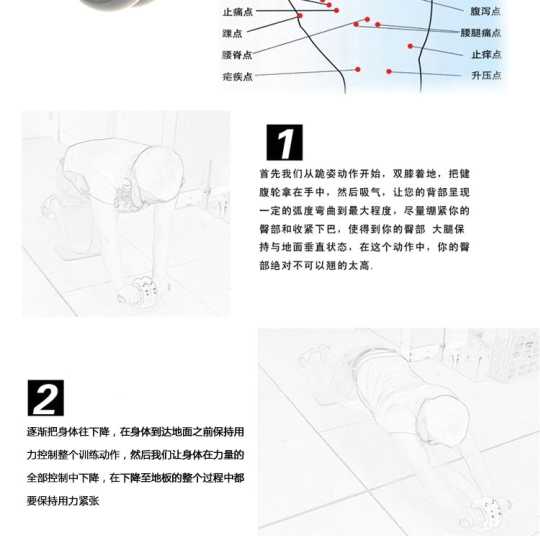 止痛点
腹泻点
踝点
腰腿痛点
腰脊点
止痒点
疟疾点
升压点
1
首先我们从跪姿动作开始，双膝着地，把健
腹轮拿在手中，然后吸气，让您的背部呈现
一定的弧度弯曲到最大程度，尽量绷紧你的
臀部和收紧下巴，使得到你的臀部 大腿保
持与地面垂直状态，在这个动作中，你的臀
部绝对不可以翘的太高.
2
逐渐把身体往下降，在身体到达地面之前保持用
力控制整个训练动作，然后我们让身体在力量的
全部控制中下降，在下降至地板的整个过程中都
要保持用力紧张